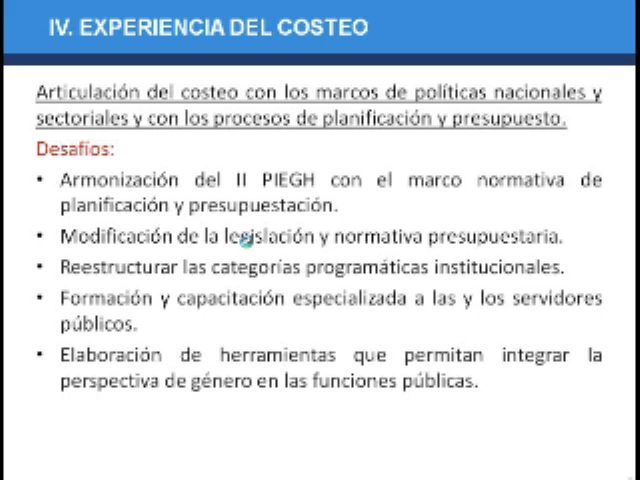 IV. EXPERIENCIA DEL COSTEO
Articulación del costeo con los marcos de políticas nacionales y
sectoriales y con los procesos de planificación y presupuesto.
Desafíos:
• Armonización del II PIEGH con el marco normativa de
planificación y presupuestación.
• Modificación de la legislación y normativa presupuestaria.
• Reestructurar las categorías programáticas institucionales.
• Formación y capacitación especializada a las y los servidores
públicos.
• Elaboración de herramientas que permitan integrar la
perspectiva de género en las funciones públicas.